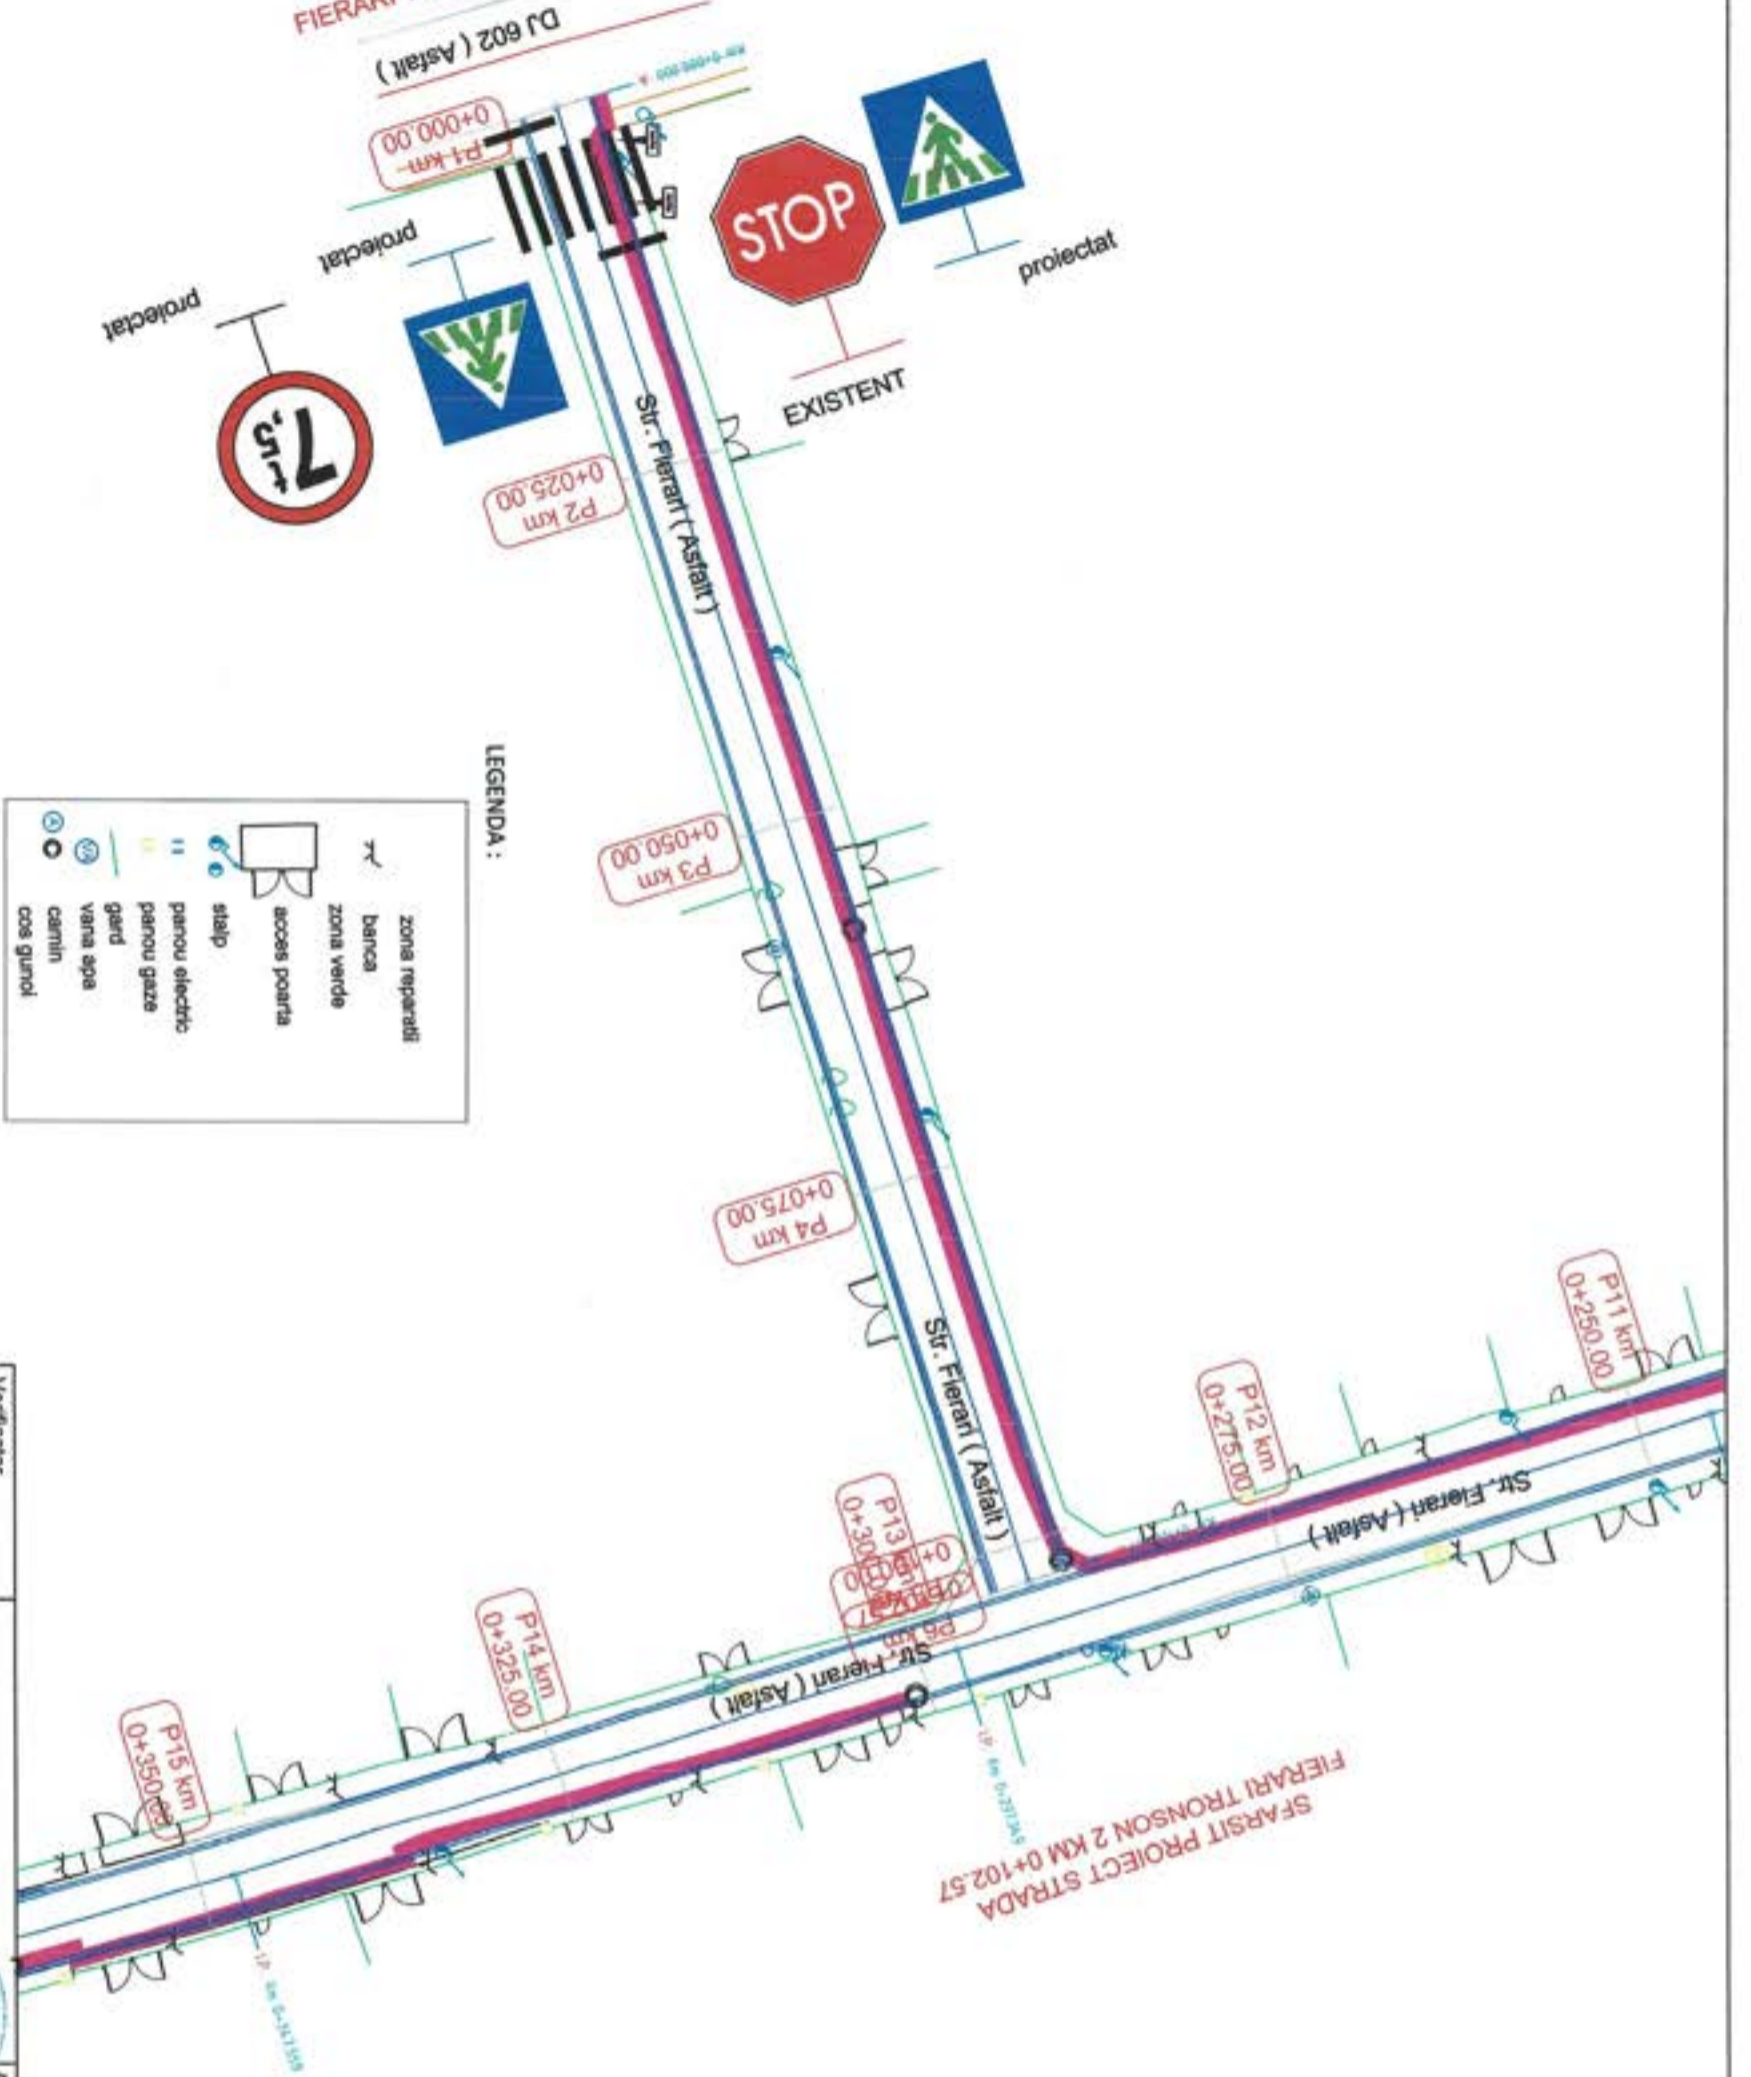 FIERARI
DJ 602 ( Asfalt )
P1 km
0+000.00
proiectat
proiectat
7,5 t
STOP
proiectat
EXISTENT
Str. Fierari ( Asfalt )
P2 km
0+025.00
P3 km
0+050.00
P4 km
0+075.00
LEGENDA :
zona reparatii
banca
zona verde
acces poarta
stalp
panou electric
panou gaze
gard
vana apa
camin
cos gunoi
Str. Fierari ( Asfalt )
P11 km
0+250.00
P12 km
0+275.00
Str. Fierari ( Asfalt )
P13
P6 km
Str. Fierari ( Asfalt )
P14 km
0+325.00
P15 km
SFARSIT PROIECT STRADA
FIERARI TRONSON 2 KM 0+102.57